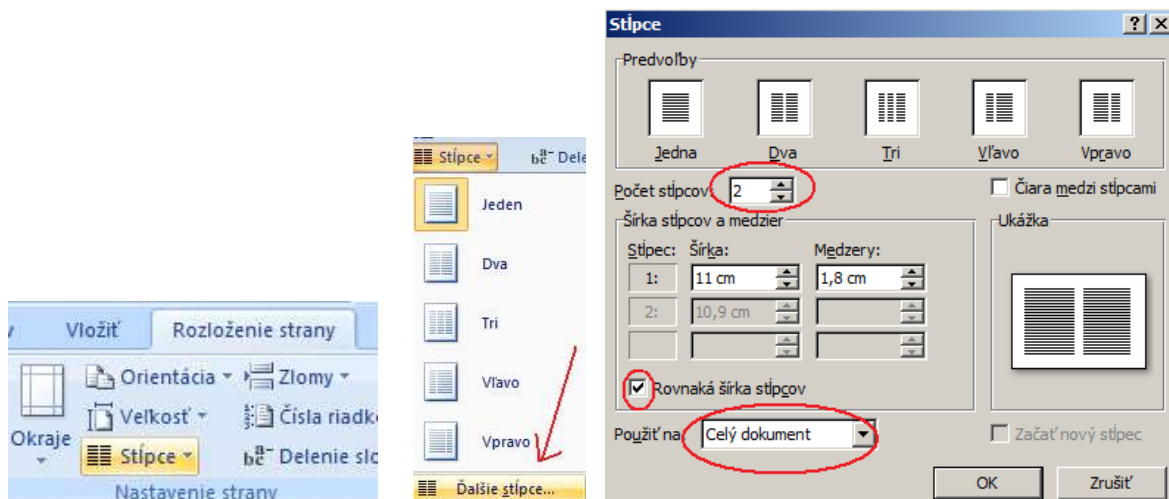 Vložiť Rozloženie strany
Orientácia Zlomy
Veľkosť Čísla riadk
Okraje
Stĺpce Delenie slo
Nastavenie strany
Stĺpce Dele
Jeden
Dva
Tri
Vľavo
Vpravo
Ďalšie stĺpce...
Stĺpce
Predvoľby
Jedna Dva Tri Vľavo Vpravo
Počet stĺpcov: 2
Čiara medzi stĺpcami
Šírka stĺpcov a medzier
Ukážka
Stĺpec: Šírka: Medzery:
1: 11 cm 1,8 cm
2: 10,9 cm
Rovnaká šírka stĺpcov
Použiť na: Celý dokument
Začať nový stĺpec
OK Zrušiť